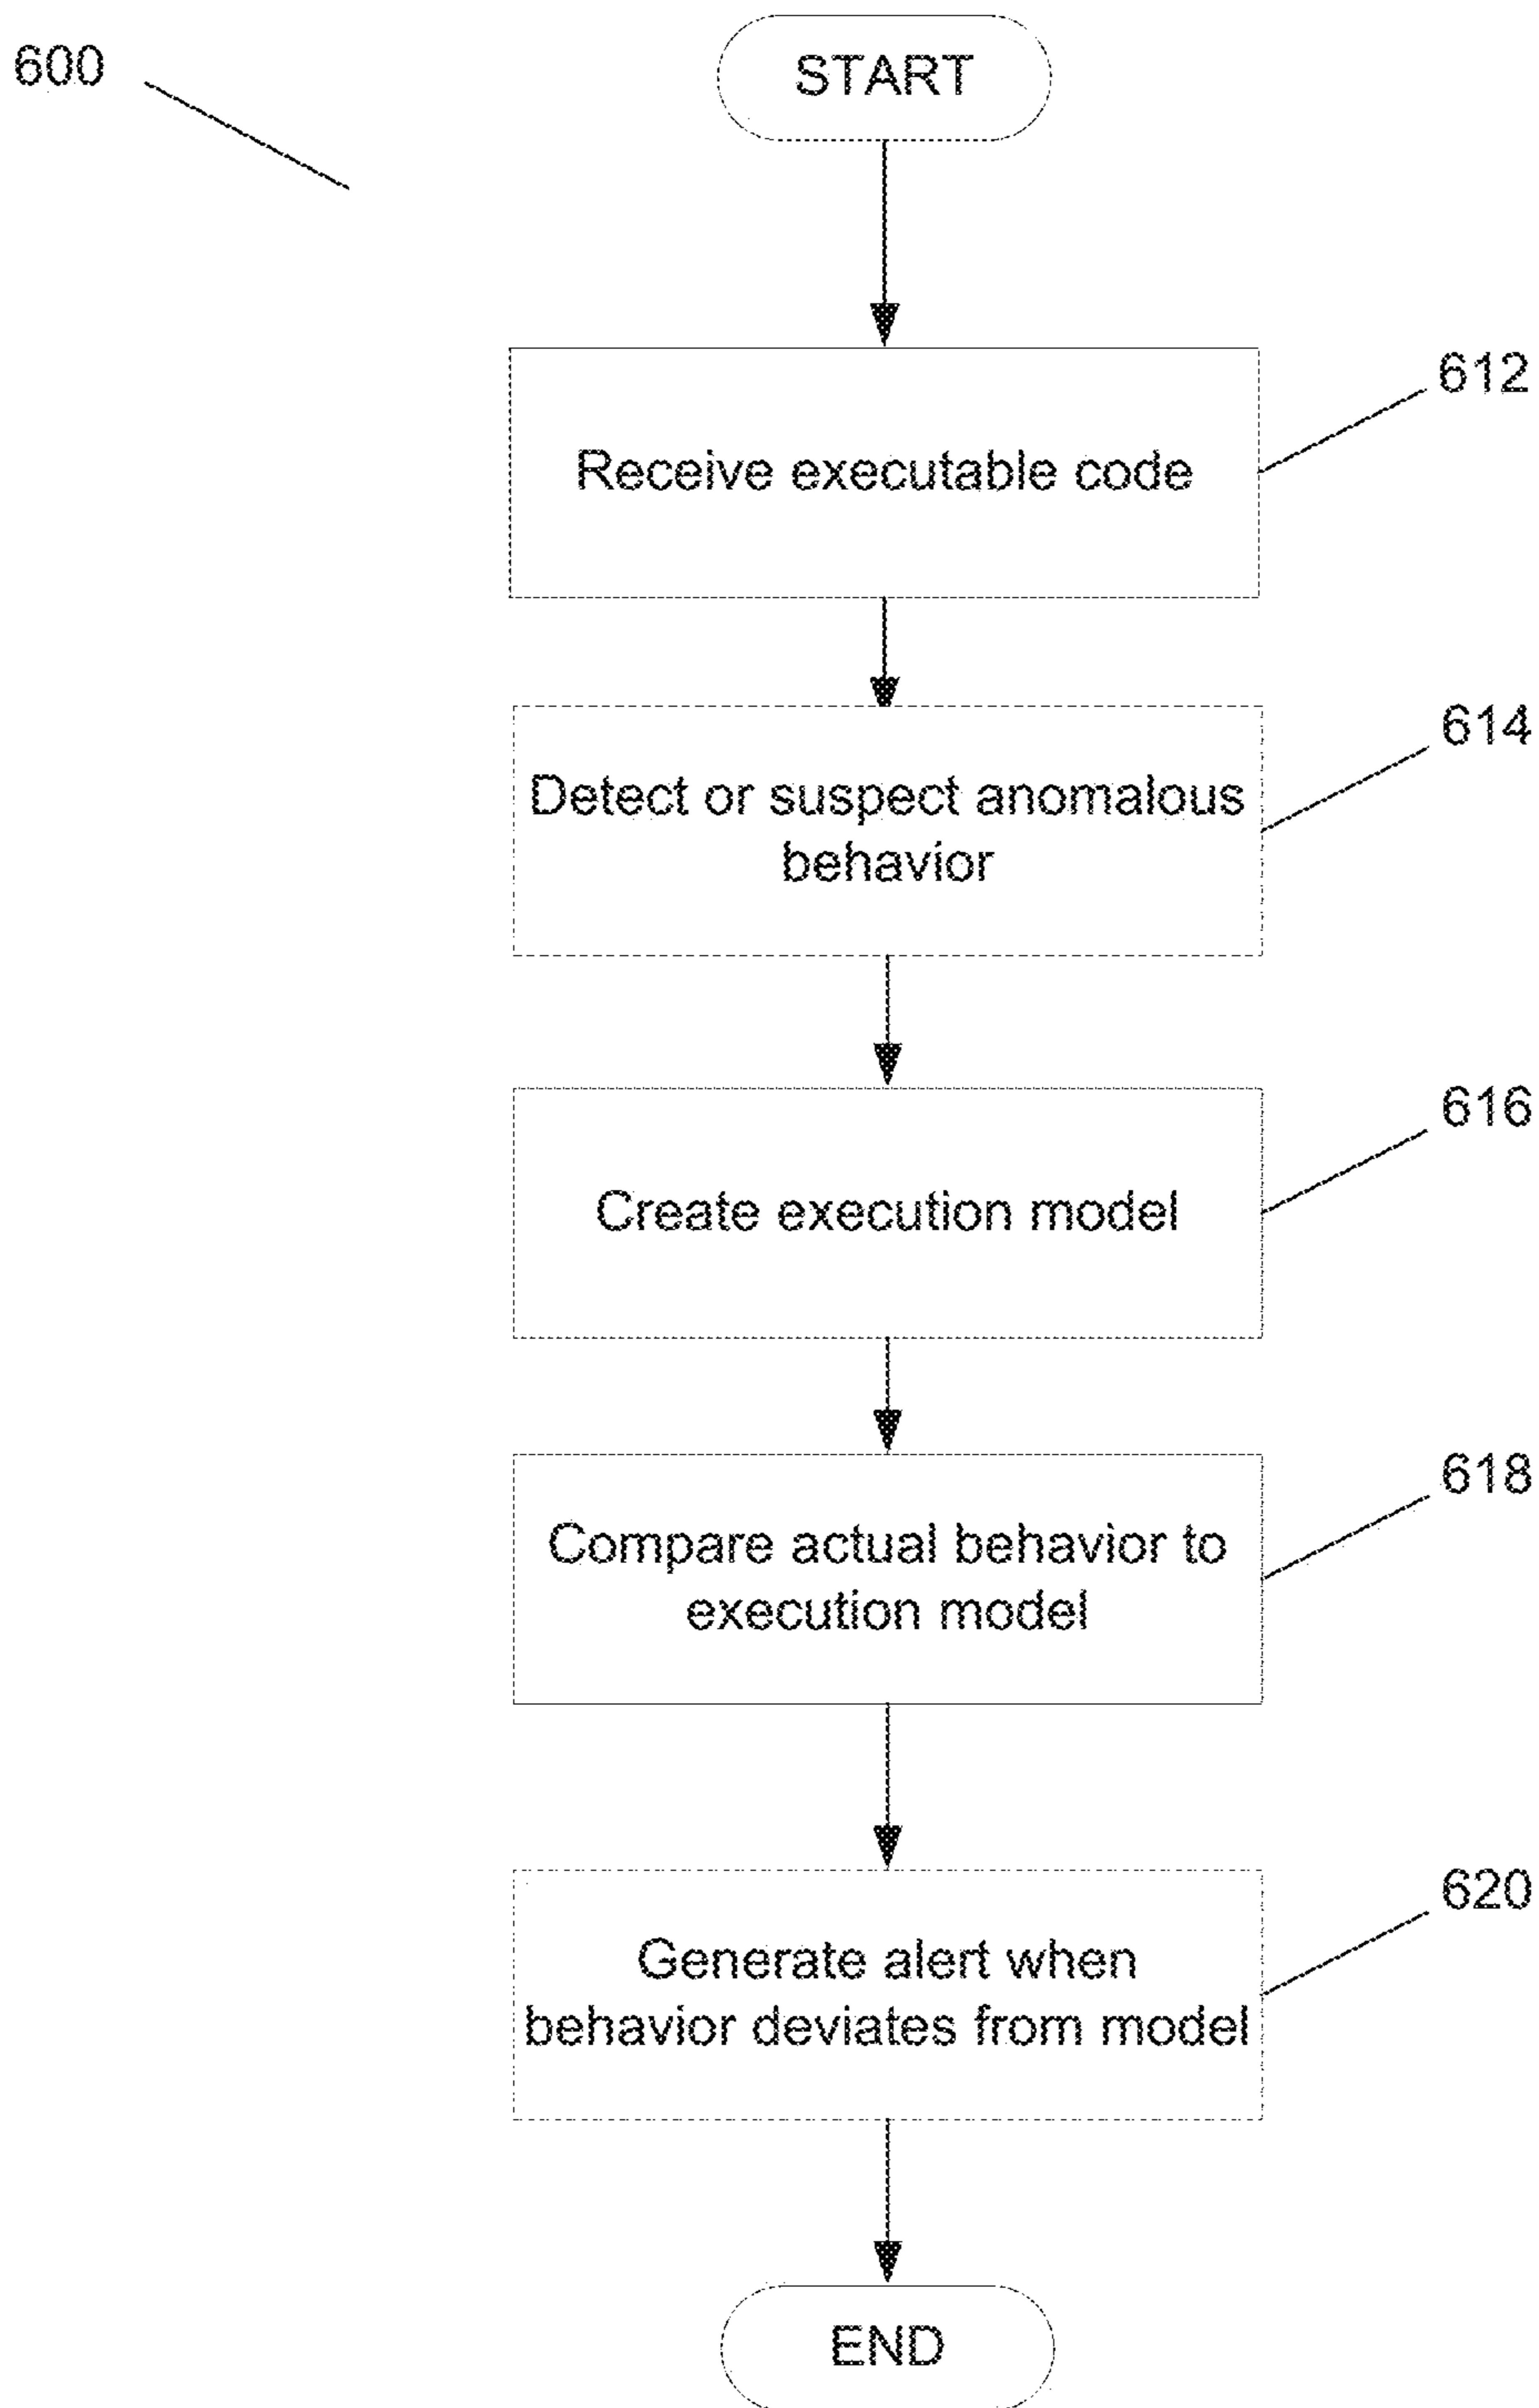 600
START
612
Receive executable code
614
Detect or suspect anomalous
behavior
616
Create execution model
618
Compare actual behavior to
execution model
620
Generate alert when
behavior deviates from model
END